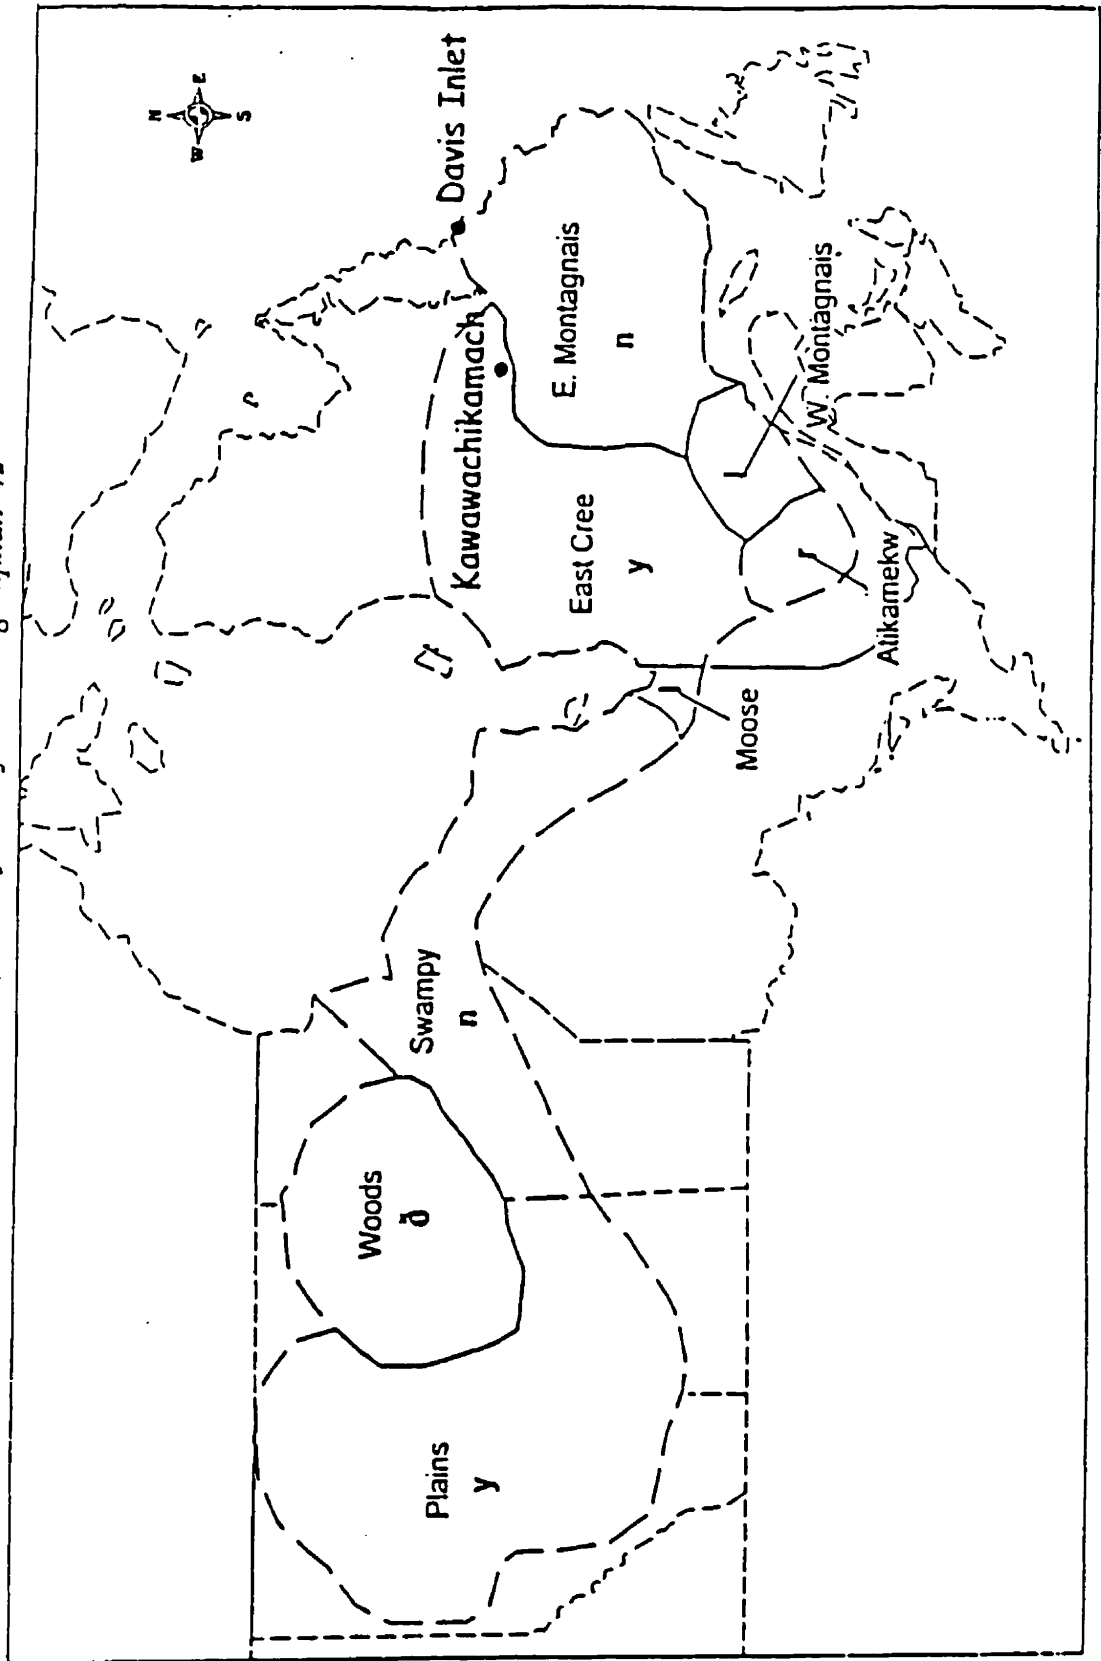 N
W E
S
Davis Inlet
Kawawachikamach
Woods
ð
Swampy
n
Plains
y
East Cree
y
E. Montagnais
n
l
Moose
l
W. Montagnais
r
Atikamekw